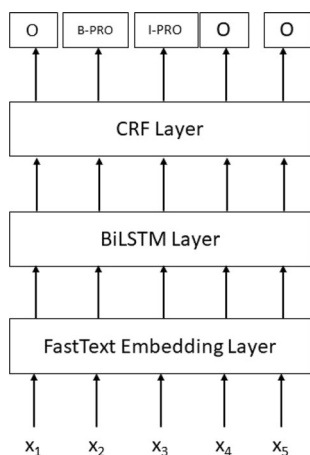 O B-PRO I-PRO O O
CRF Layer
BiLSTM Layer
FastText Embedding Layer
x₁ x₂ x₃ x₄ x₅